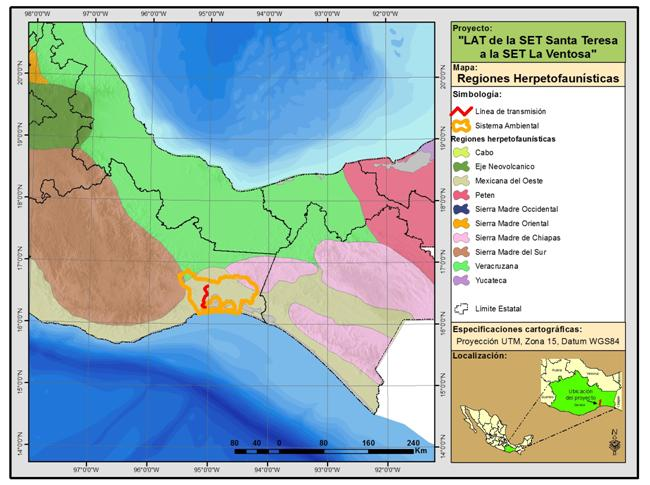 98°0'0"O 97°0'0"O 96°0'0"O 95°0'0"O 94°0'0"O 93°0'0"O 92°0'0"O
20°0'0"N
19°0'0"N
18°0'0"N
17°0'0"N
16°0'0"N
15°0'0"N
14°0'0"N
20°0'0"N
19°0'0"N
18°0'0"N
17°0'0"N
16°0'0"N
15°0'0"N
14°0'0"N
80 40 0 80 160 240
Km
97°0'0"O 96°0'0"O 95°0'0"O 94°0'0"O 93°0'0"O 92°0'0"O
Proyecto:
"LAT de la SET Santa Teresa
a la SET La Ventosa"
Mapa:
Regiones Herpetofaunísticas
Simbología:
Línea de transmisión
Sistema Ambiental
Regiones herpetofaunísticas
Cabo
Eje Neovolcanico
Mexicana del Oeste
Peten
Sierra Madre Occidental
Sierra Madre Oriental
Sierra Madre de Chiapas
Sierra Madre del Sur
Veracruzana
Yucateca
Límite Estatal
Especificaciones cartográficas:
Proyección UTM, Zona 15, Datum WGS84
Localización:
Ubicación
del proyecto
N